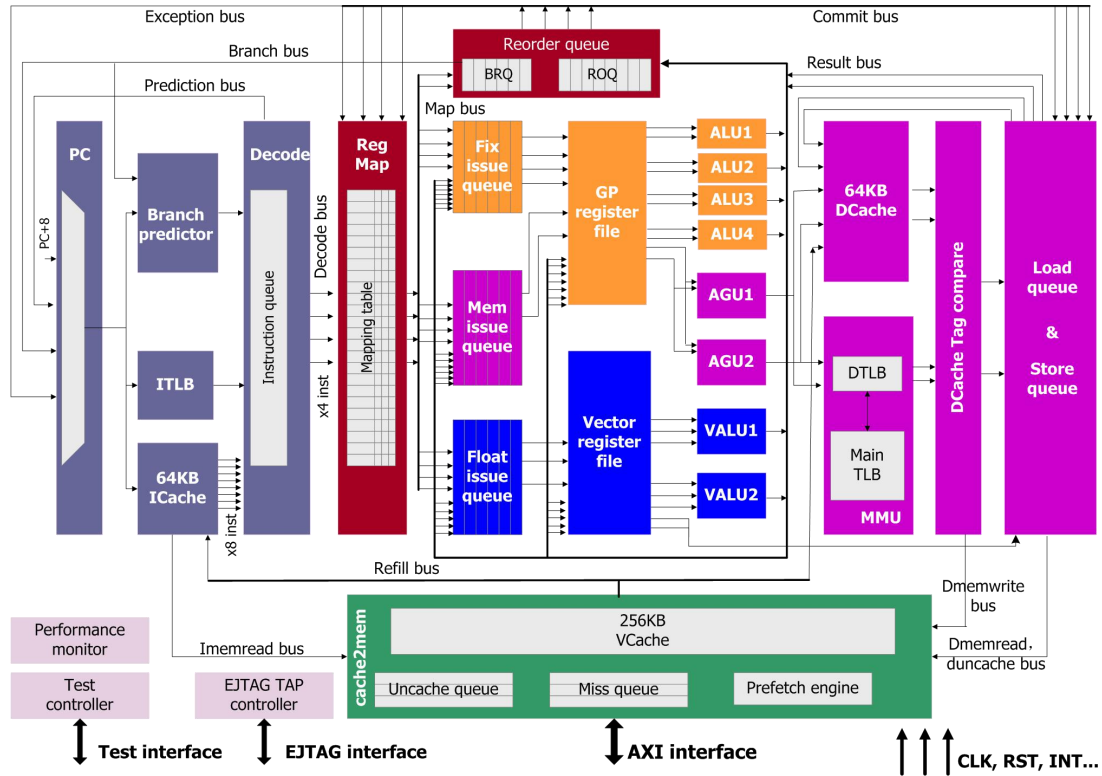 Exception bus
Commit bus
Reorder queue
BRQ
ROQ
Branch bus
Result bus
Prediction bus
Map bus
PC
PC+8
Branch
predictor
ITLB
64KB
ICache
x8 inst
Decode
Instruction queue
Decode bus
x4 inst
Reg
Map
Mapping table
Fix
issue
queue
Mem
issue
queue
Float
issue
queue
GP
register
file
Vector
register
file
ALU1
ALU2
ALU3
ALU4
AGU1
AGU2
VALU1
VALU2
64KB
DCache
DTLB
Main
TLB
MMU
DCache Tag compare
Load
queue
&
Store
queue
Refill bus
Dmemwrite
bus
Imemread bus
Dmemread，
duncache bus
cache2mem
256KB
VCache
Uncache queue
Miss queue
Prefetch engine
Performance
monitor
Test
controller
EJTAG TAP
controller
Test interface
EJTAG interface
AXI interface
CLK, RST, INT...